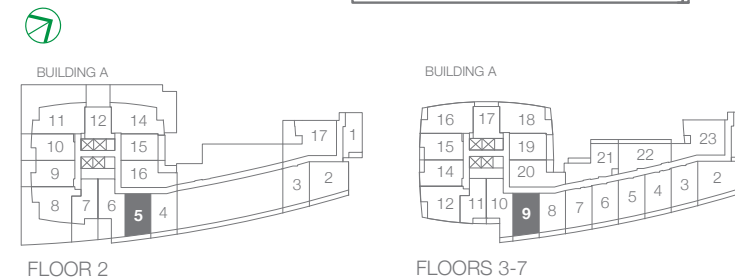 BUILDING A
11 12 14
10 15
9 16
8 7 6 5 4
3 2
17 1
FLOOR 2
BUILDING A
16 17 18
15 19
14 20
12 11 10 9 8 7 6 5 4 3 2
21 22 23
FLOORS 3-7